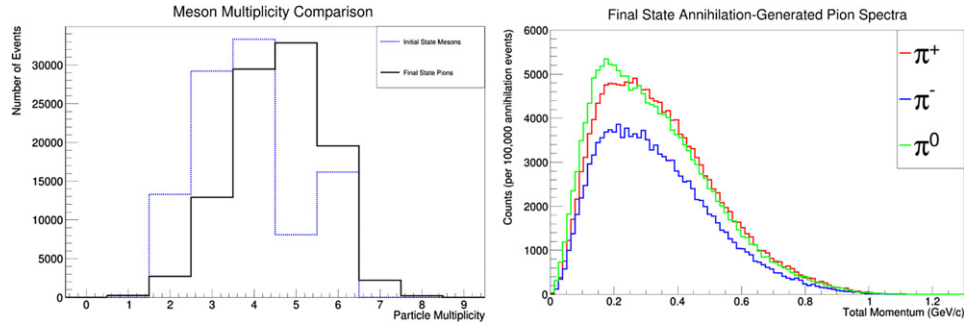 Meson Multiplicity Comparison
Number of Events
35000
30000
25000
20000
15000
10000
5000
0
0 1 2 3 4 5 6 7 8 9
Particle Multiplicity
Initial State Mesons
Final State Pions
Final State Annihilation-Generated Pion Spectra
Counts (per 100,000 annihilation events)
6000
5000
4000
3000
2000
1000
0
0 0.2 0.4 0.6 0.8 1 1.2
Total Momentum (GeV/c)
π+
π-
π0